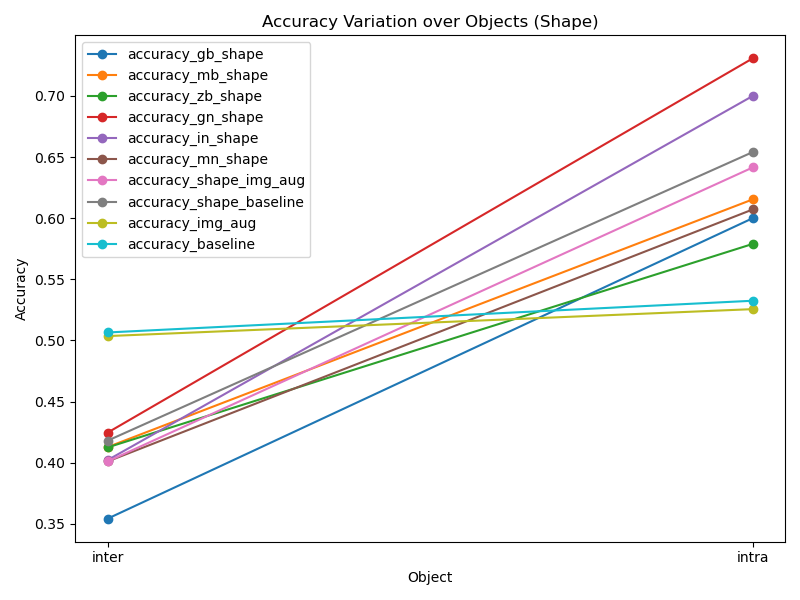 Accuracy Variation over Objects (Shape)
accuracy_gb_shape
accuracy_mb_shape
accuracy_zb_shape
accuracy_gn_shape
accuracy_in_shape
accuracy_mn_shape
accuracy_shape_img_aug
accuracy_shape_baseline
accuracy_img_aug
accuracy_baseline
0.70
0.65
0.60
0.55
0.50
0.45
0.40
0.35
Accuracy
inter
intra
Object